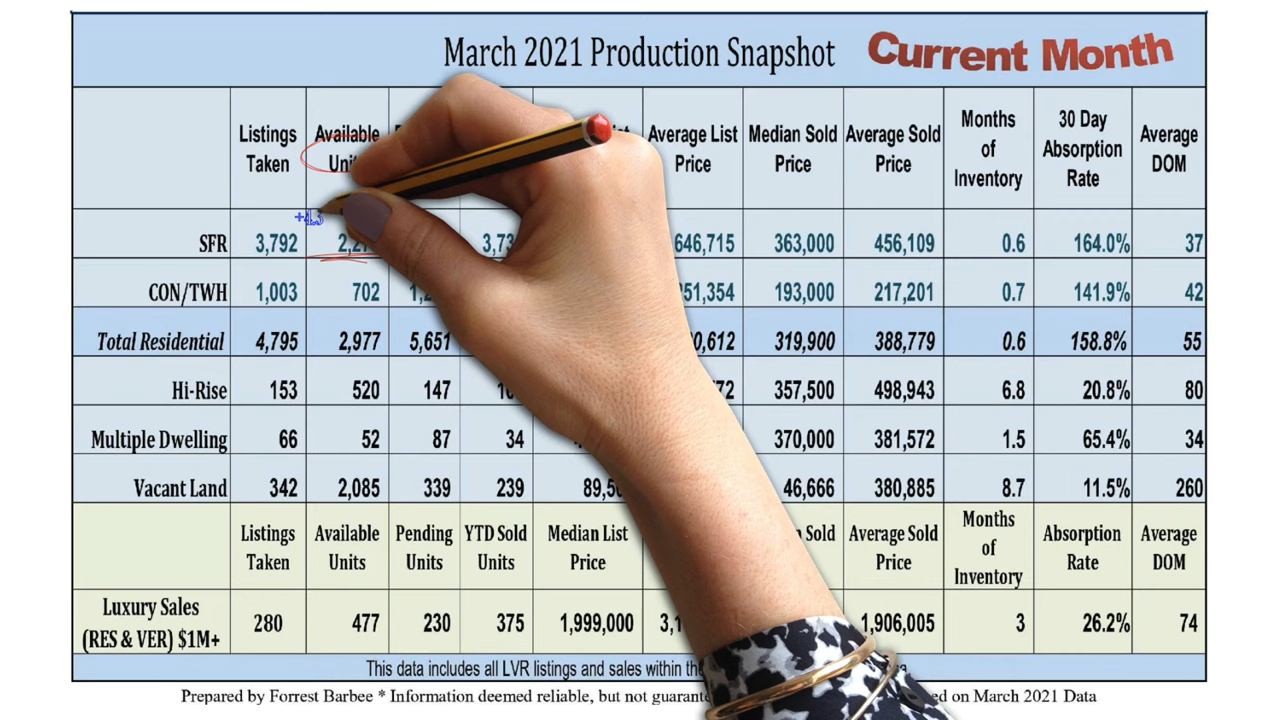 March 2021 Production Snapshot Current Month
Listings Taken Available Average List Price Median Sold Price Average Sold Price Months of Inventory 30 Day Absorption Rate Average DOM
SFR 3,792 646,715 363,000 456,109 0.6 164.0% 37
CON/TWH 1,003 702 351,354 193,000 217,201 0.7 141.9% 42
Total Residential 4,795 2,977 5,651 319,900 388,779 0.6 158.8% 55
Hi-Rise 153 520 147 357,500 498,943 6.8 20.8% 80
Multiple Dwelling 66 52 87 34 370,000 381,572 1.5 65.4% 34
Vacant Land 342 2,085 339 239 46,666 380,885 8.7 11.5% 260
Listings Taken Available Units Pending Units YTD Sold Units Median List Price Sold Average Sold Price Months of Inventory Absorption Rate Average DOM
Luxury Sales (RES & VER) $1M+ 280 477 230 375 1,999,000 1,906,005 3 26.2% 74
This data includes all LVR listings and sales within the
Prepared by Forrest Barbee * Information deemed reliable, but not on March 2021 Data